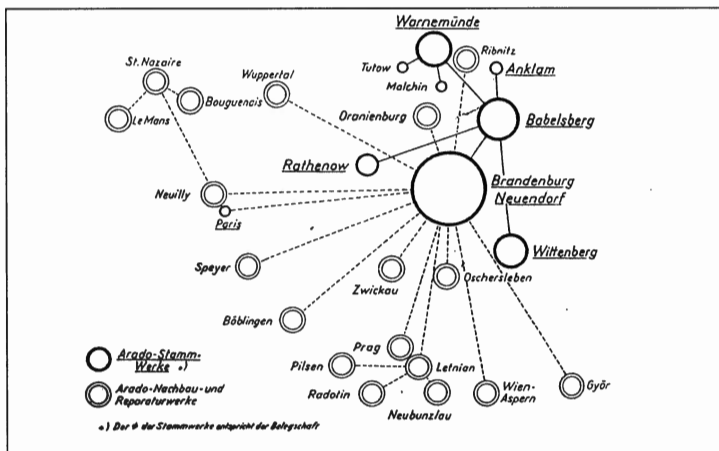 Warnemünde
Tutow
Malchin
Ribnitz
Anklam
St. Nazaire
Wuppertal
Bouguenais
Le Mans
Oranienburg
Babelsberg
Rathenow
Brandenburg
Neuendorf
Neuilly
Paris
Wittenberg
Speyer
Zwickau
Oschersleben
Böblingen
Prag
Pilsen
Letnian
Radotin
Neubunzlau
Wien-
Aspern
Györ
Arado-Stamm-
Werke *)
Arado-Nachbau-und
Reparaturwerke
*) Der ϕ der Stammwerke entspricht der Belegschaft